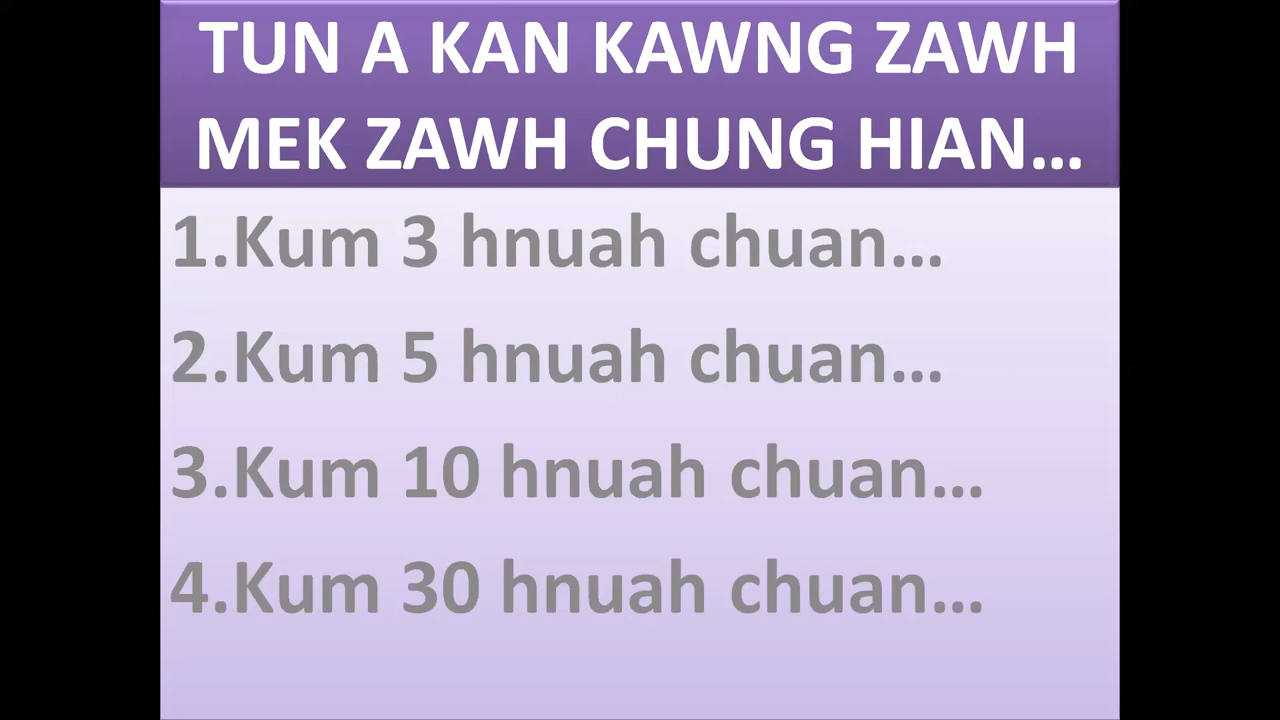 TUN A KAN KAWNG ZAWH
MEK ZAWH CHUNG HIAN...
1.Kum 3 hnuah chuan...
2.Kum 5 hnuah chuan...
3.Kum 10 hnuah chuan...
4.Kum 30 hnuah chuan...